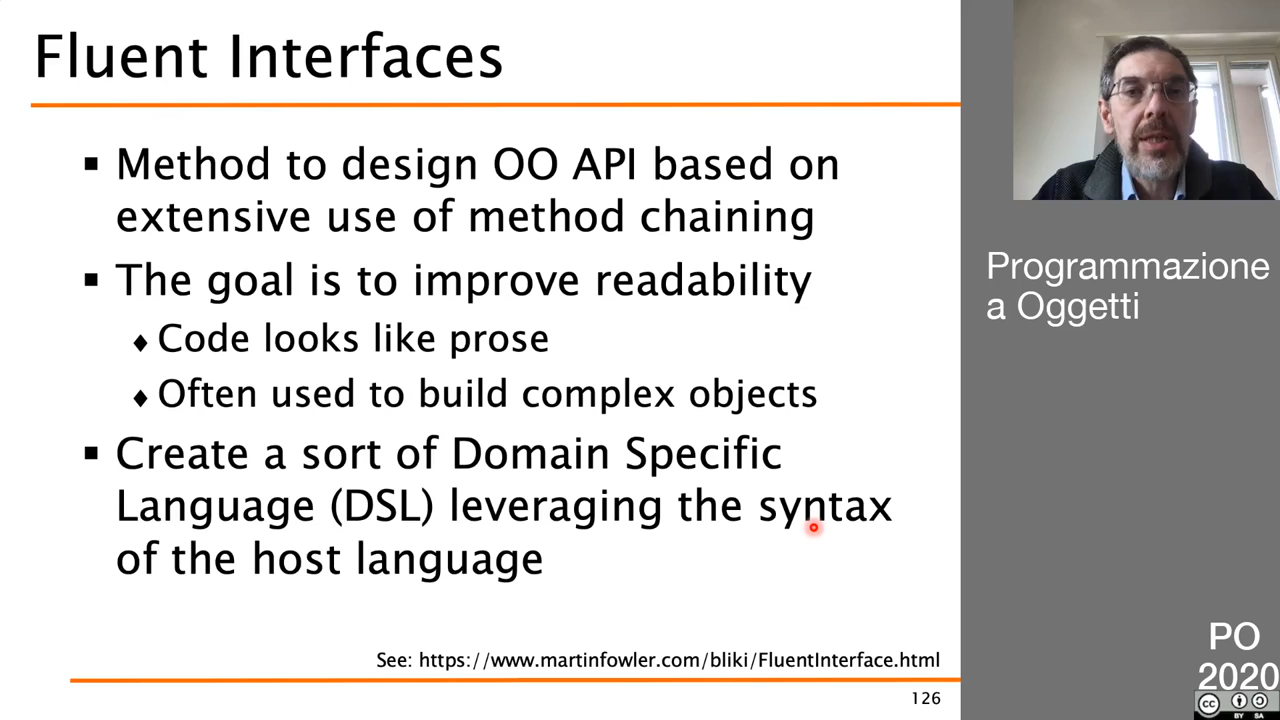 Fluent Interfaces
▪ Method to design OO API based on
extensive use of method chaining
▪ The goal is to improve readability
♦ Code looks like prose
♦ Often used to build complex objects
▪ Create a sort of Domain Specific
Language (DSL) leveraging the syntax
of the host language
See: https://www.martinfowler.com/bliki/FluentInterface.html
126
Programmazione
a Oggetti
PO
2020
CC
BY SA